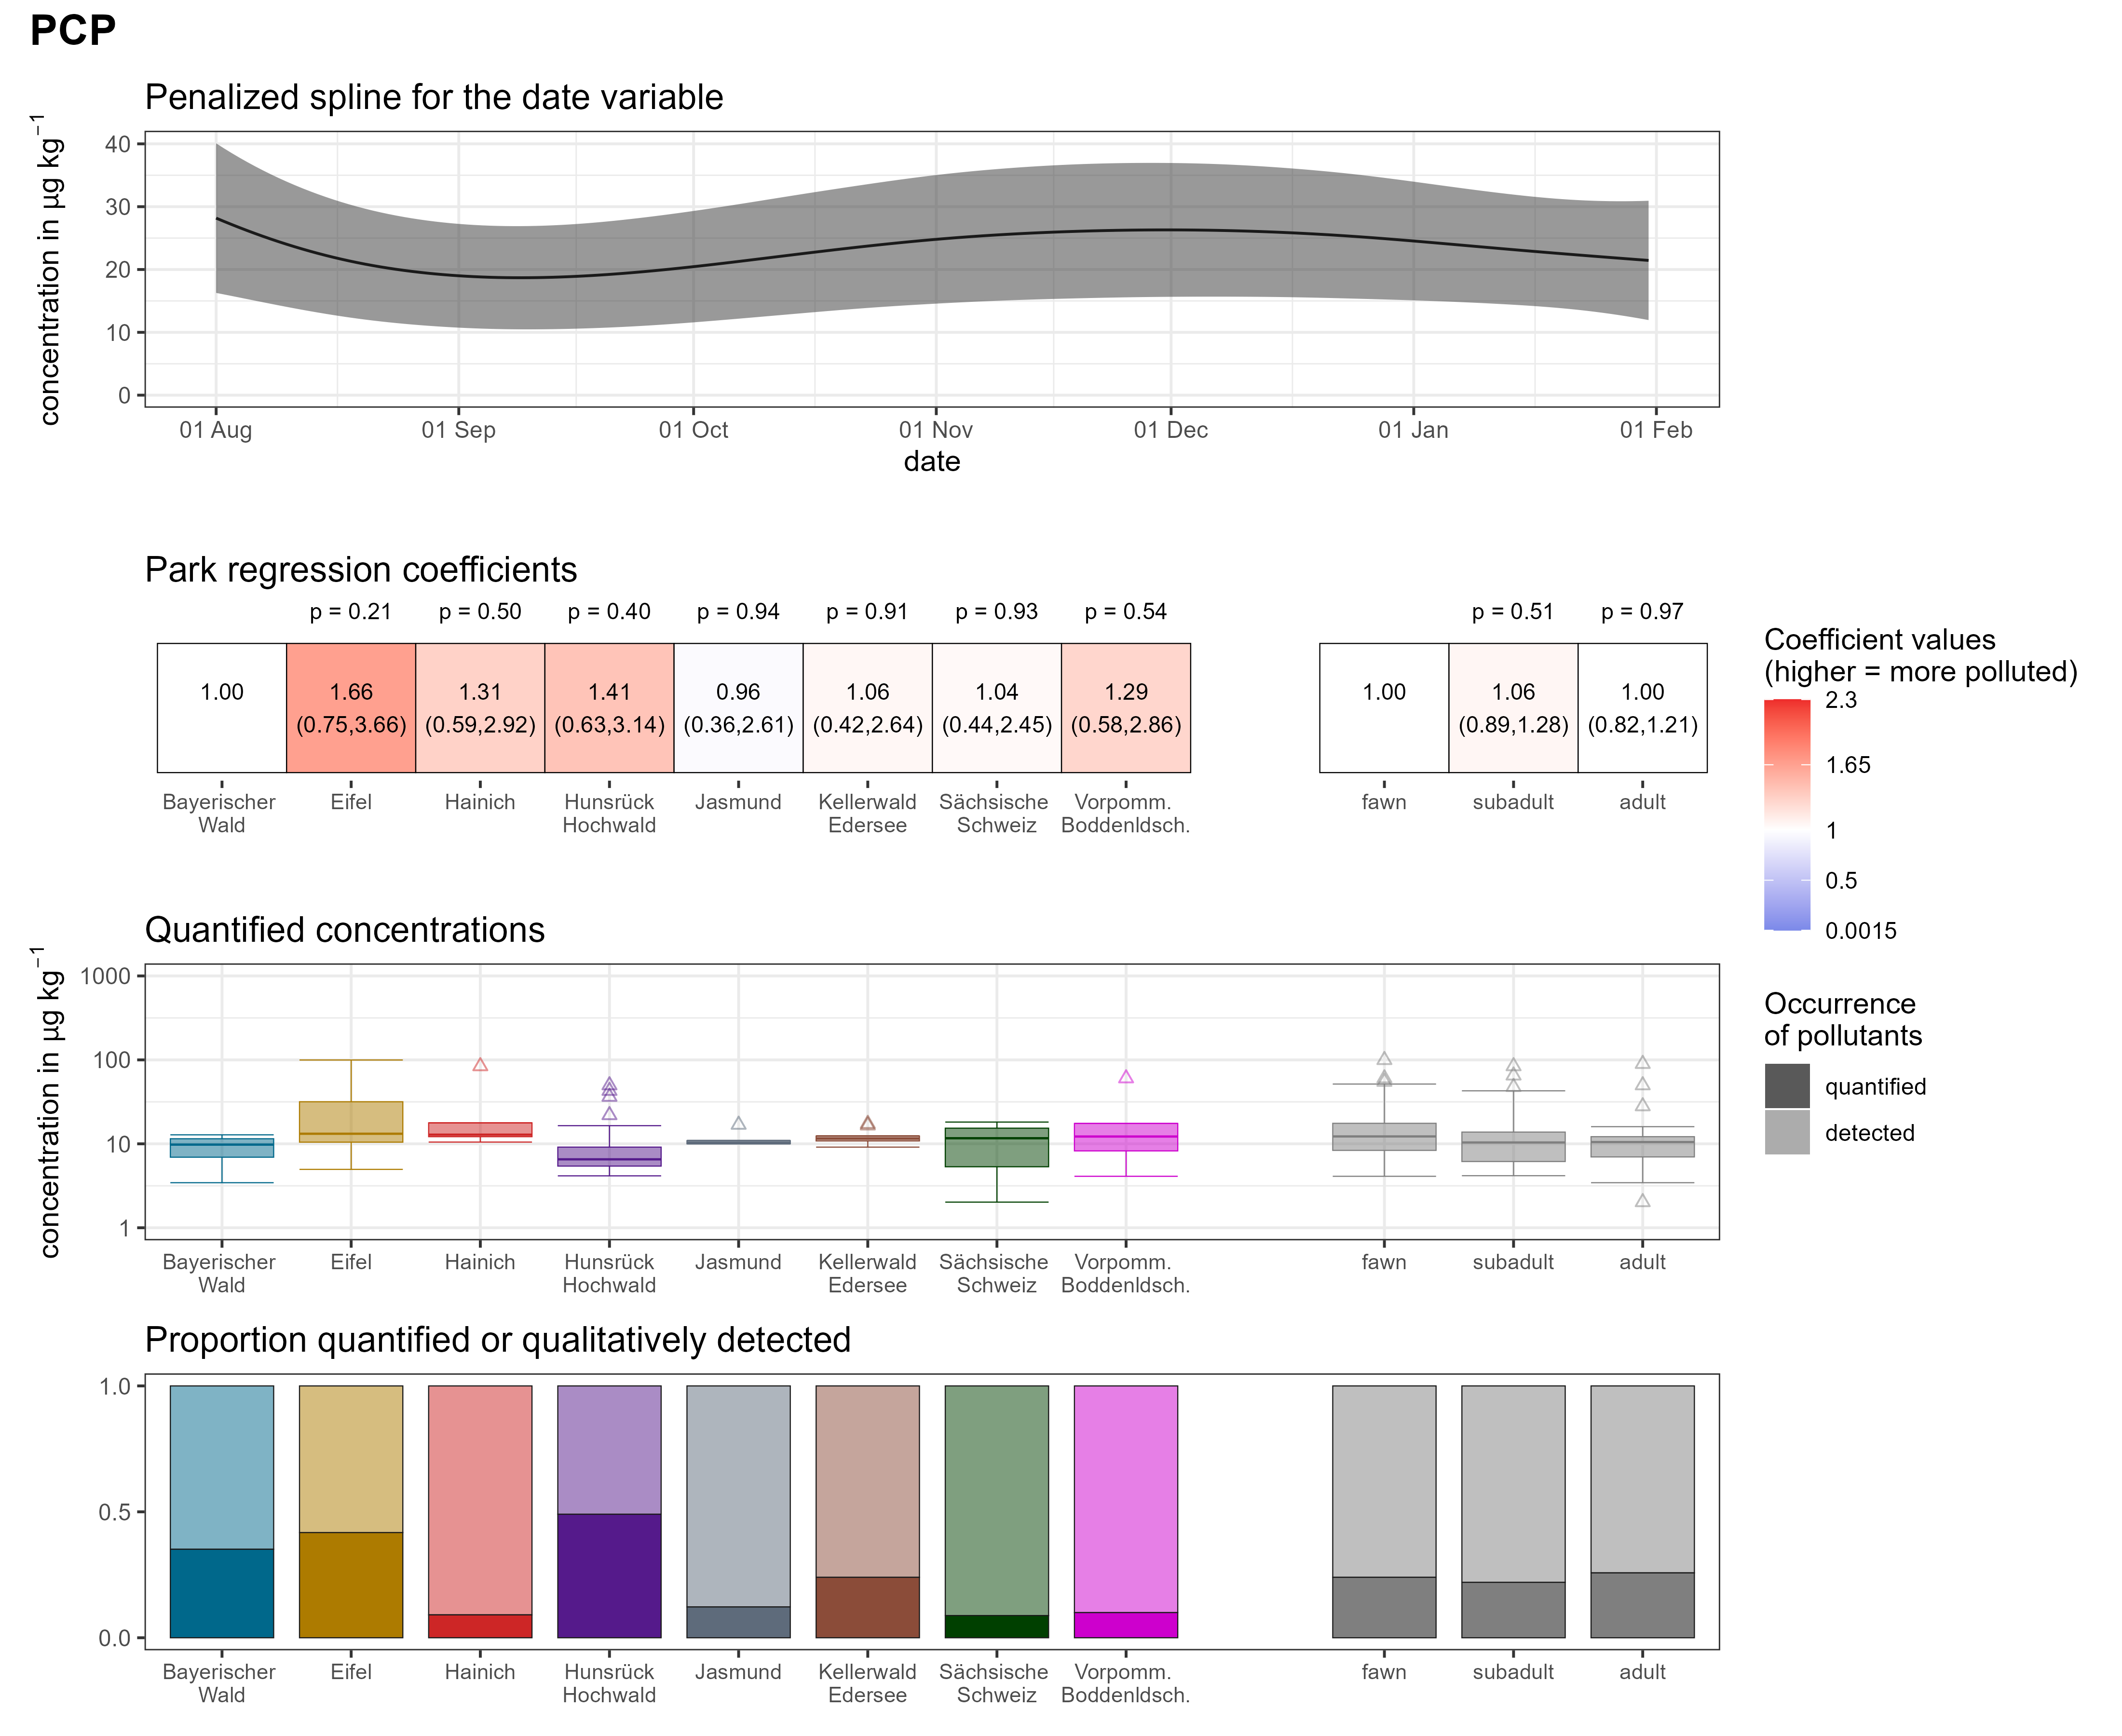 PCP
Penalized spline for the date variable
concentration in µg kg⁻¹
40
30
20
10
0
01 Aug 01 Sep 01 Oct 01 Nov 01 Dec 01 Jan 01 Feb
date
Park regression coefficients
p = 0.21 p = 0.50 p = 0.40 p = 0.94 p = 0.91 p = 0.93 p = 0.54 p = 0.51 p = 0.97
1.00 1.66 1.31 1.41 0.96 1.06 1.04 1.29 1.00 1.06 1.00
(0.75,3.66) (0.59,2.92) (0.63,3.14) (0.36,2.61) (0.42,2.64) (0.44,2.45) (0.58,2.86) (0.89,1.28) (0.82,1.21)
Bayerischer Eifel Hainich Hunsrück Jasmund Kellerwald Sächsische Vorpomm. fawn subadult adult
Wald Hochwald Edersee Schweiz Boddenldsch.
Coefficient values
(higher = more polluted)
2.3
1.65
1
0.5
0.0015
Quantified concentrations
concentration in µg kg⁻¹
1000
100
10
1
Bayerischer Eifel Hainich Hunsrück Jasmund Kellerwald Sächsische Vorpomm. fawn subadult adult
Wald Hochwald Edersee Schweiz Boddenldsch.
Occurrence
of pollutants
quantified
detected
Proportion quantified or qualitatively detected
1.0
0.5
0.0
Bayerischer Eifel Hainich Hunsrück Jasmund Kellerwald Sächsische Vorpomm. fawn subadult adult
Wald Hochwald Edersee Schweiz Boddenldsch.